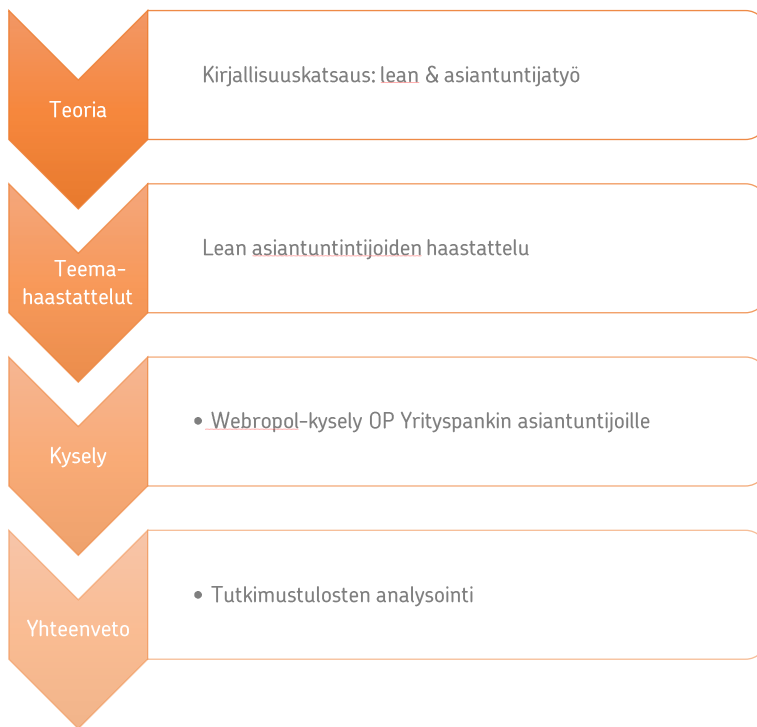 Teoria
Kirjallisuuskatsaus: lean & asiantuntijatyö
Teema-
haastattelut
Lean asiantuntintijoiden haastattelu
Kysely
• Webropol-kysely OP Yrityspankin asiantuntijoille
Yhteenveto
• Tutkimustulosten analysointi